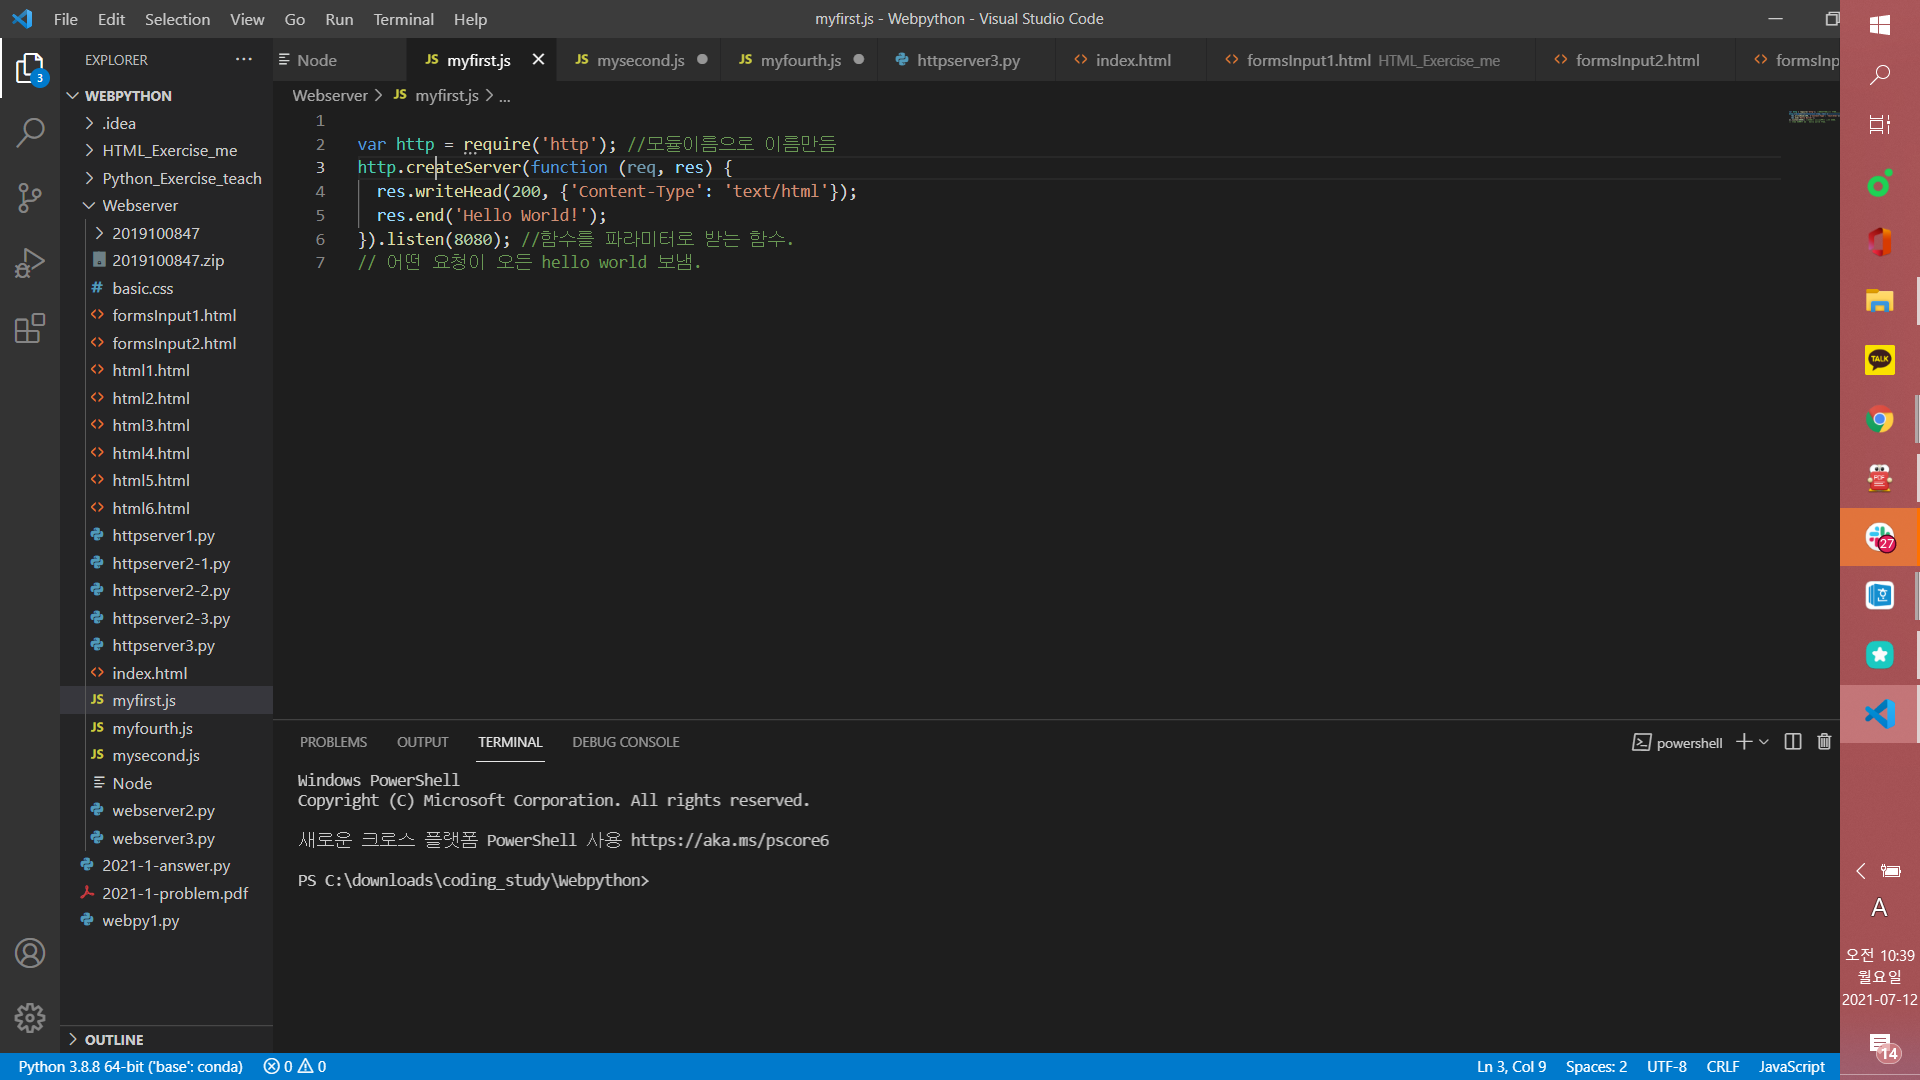 File Edit Selection View Go Run Terminal Help
myfirst.js - Webpython - Visual Studio Code
EXPLORER
Node
JS myfirst.js
JS mysecond.js
JS myfourth.js
httpserver3.py
index.html
formsInput1.html HTML_Exercise_me
formsInput2.html
formsInp
3
WEBPYTHON
.idea
HTML_Exercise_me
Python_Exercise_teach
Webserver
2019100847
2019100847.zip
# basic.css
formsInput1.html
formsInput2.html
html1.html
html2.html
html3.html
html4.html
html5.html
html6.html
httpserver1.py
httpserver2-1.py
httpserver2-2.py
httpserver2-3.py
httpserver3.py
index.html
JS myfirst.js
JS myfourth.js
JS mysecond.js
Node
webserver2.py
webserver3.py
2021-1-answer.py
2021-1-problem.pdf
webpy1.py
OUTLINE
Webserver > JS myfirst.js > ...
1
2 var http = require('http'); //모듈이름으로 이름만듬
3 http.createServer(function (req, res) {
4 res.writeHead(200, {'Content-Type': 'text/html'});
5 res.end('Hello World!');
6 }).listen(8080); //함수를 파라미터로 받는 함수.
7 // 어떤 요청이 오든 hello world 보냄.
PROBLEMS OUTPUT TERMINAL DEBUG CONSOLE
powershell
Windows PowerShell
Copyright (C) Microsoft Corporation. All rights reserved.
새로운 크로스 플랫폼 PowerShell 사용 https://aka.ms/pscore6
PS C:\downloads\coding_study\Webpython>
Python 3.8.8 64-bit ('base': conda) 0 0
Ln 3, Col 9 Spaces: 2 UTF-8 CRLF JavaScript
TALK
PDF
27
A
오전 10:39
월요일
2021-07-12
14